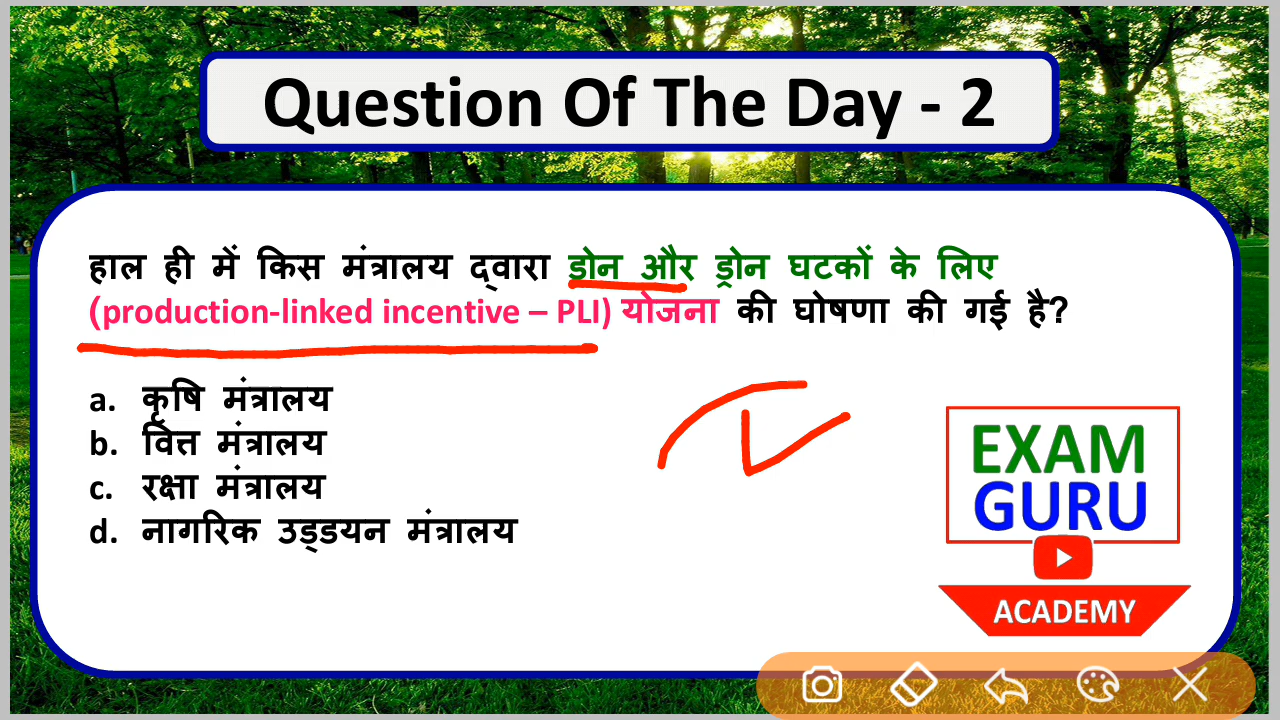 Question Of The Day - 2
हाल ही में किस मंत्रालय द्वारा ड्रोन और ड्रोन घटकों के लिए
(production-linked incentive – PLI) योजना की घोषणा की गई है?
a. कृषि मंत्रालय
b. वित्त मंत्रालय
c. रक्षा मंत्रालय
d. नागरिक उड्डयन मंत्रालय
EXAM
GURU
ACADEMY